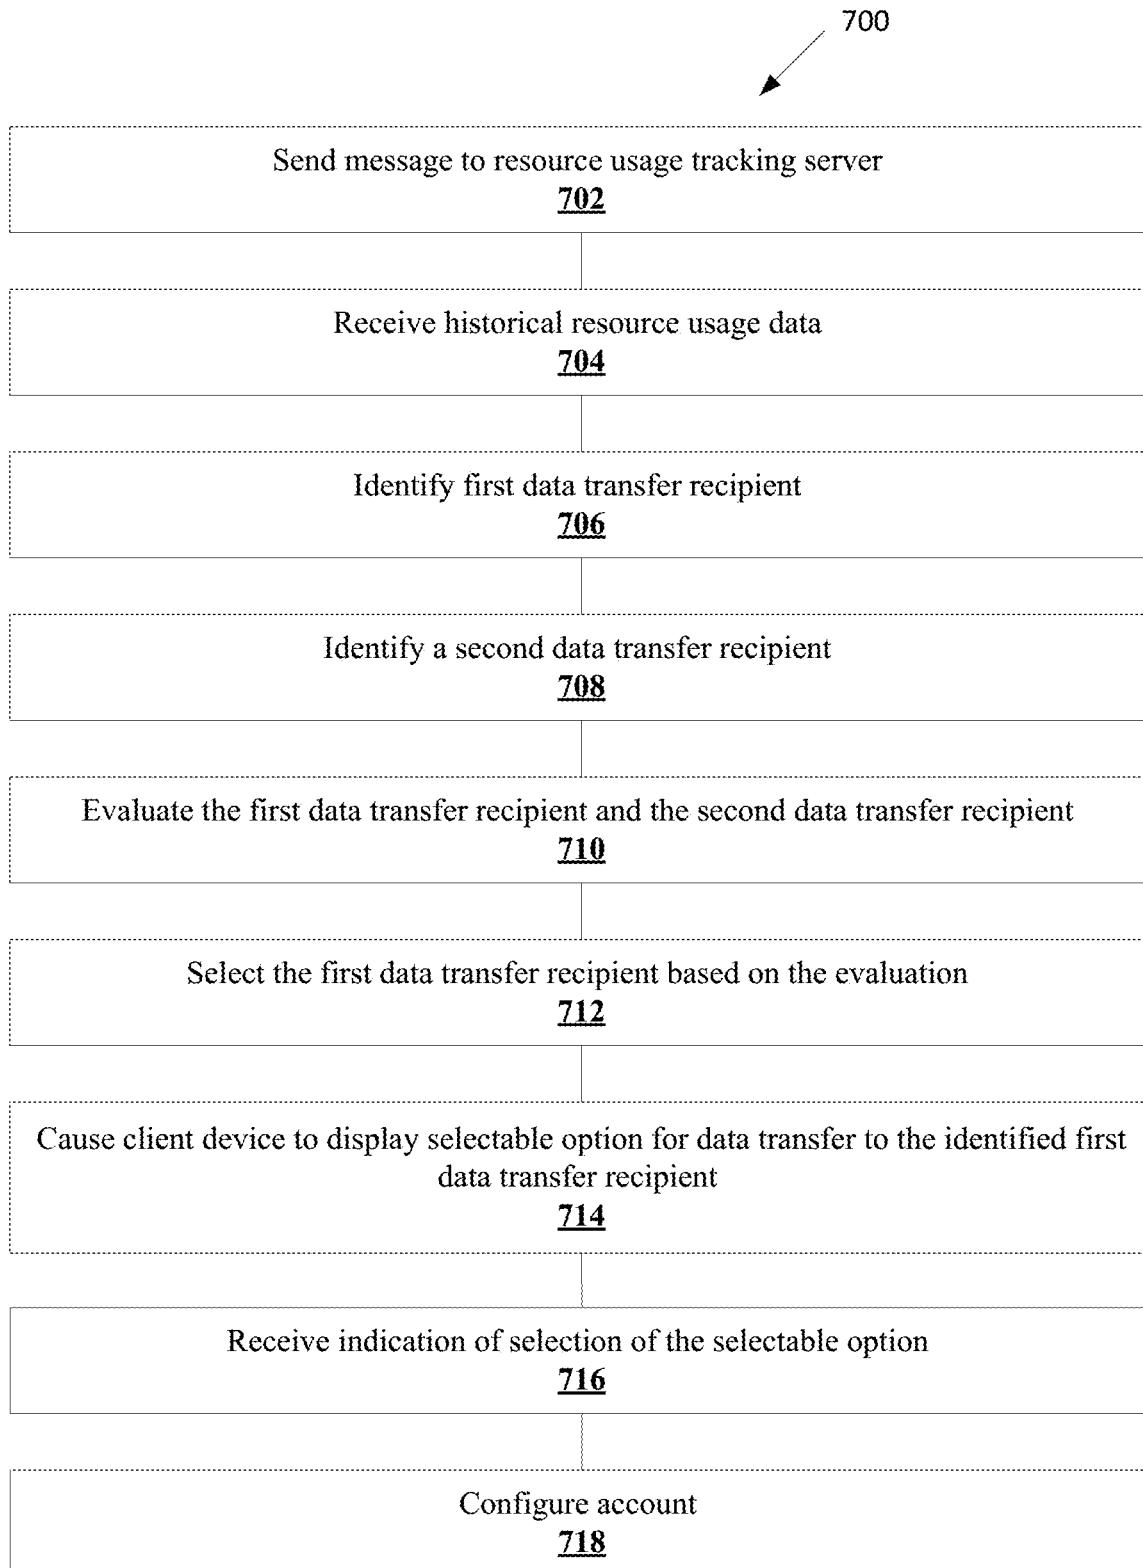 700
Send message to resource usage tracking server
702
Receive historical resource usage data
704
Identify first data transfer recipient
706
Identify a second data transfer recipient
708
Evaluate the first data transfer recipient and the second data transfer recipient
710
Select the first data transfer recipient based on the evaluation
712
Cause client device to display selectable option for data transfer to the identified first
data transfer recipient
714
Receive indication of selection of the selectable option
716
Configure account
718